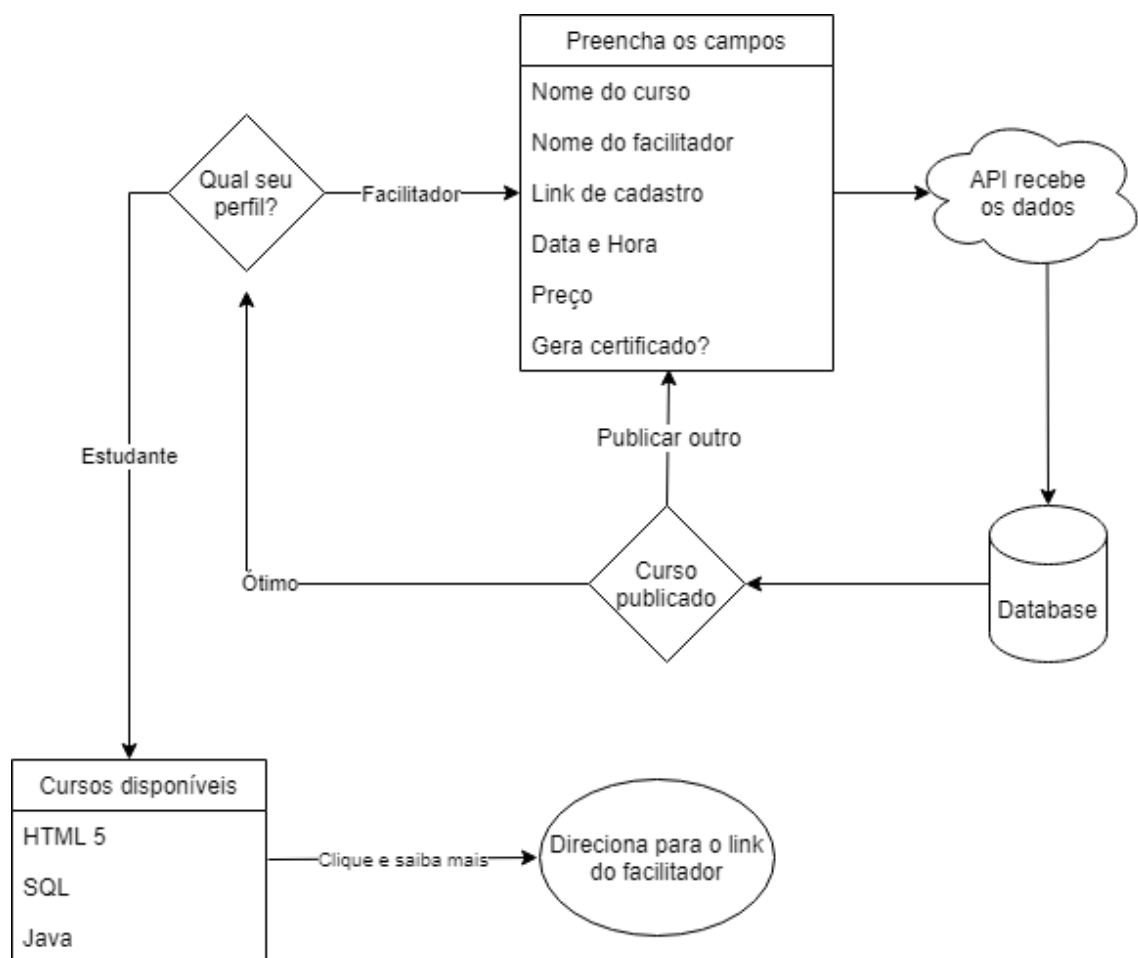 Preencha os campos
Nome do curso
Nome do facilitador
Link de cadastro
Data e Hora
Preço
Gera certificado?
Qual seu
perfil?
Facilitador
API recebe
os dados
Estudante
Publicar outro
Ótimo
Curso
publicado
Database
Cursos disponíveis
HTML 5
SQL
Java
Clique e saiba mais
Direciona para o link
do facilitador